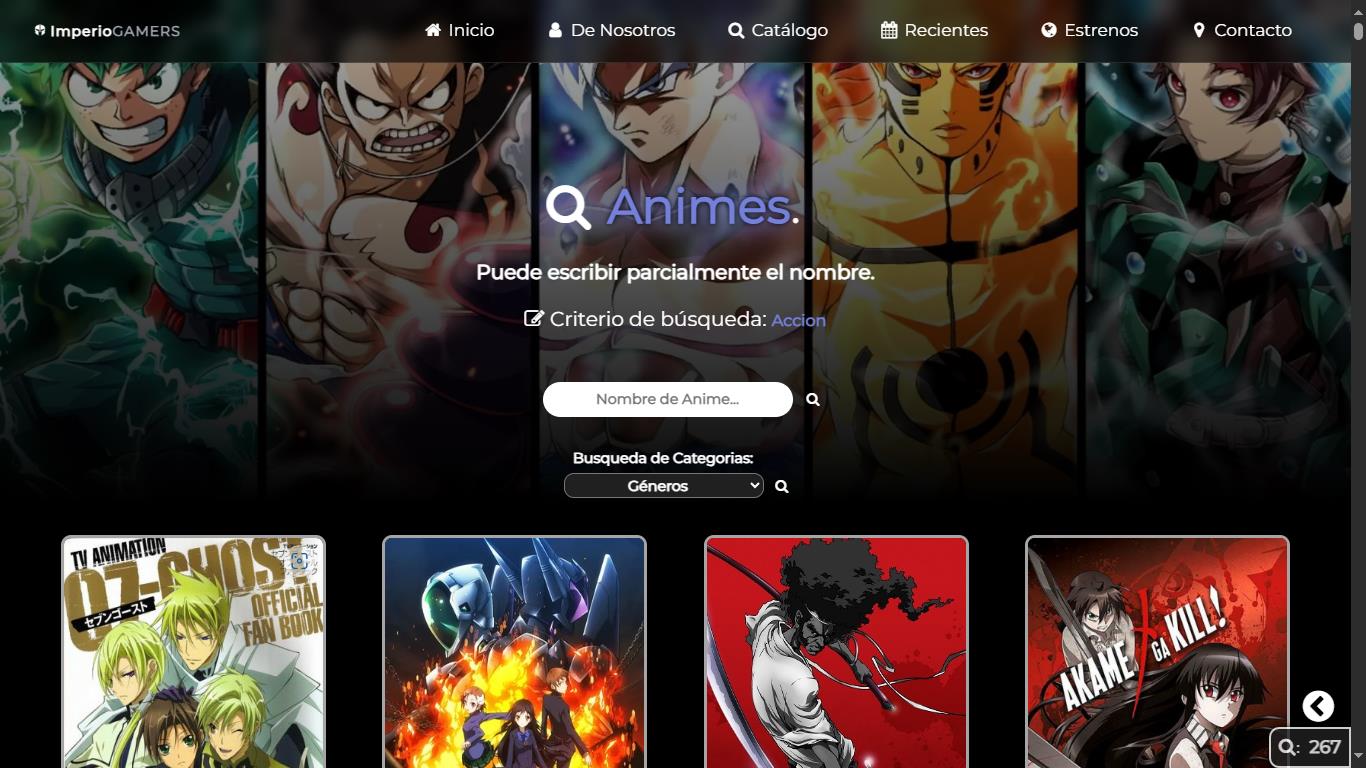 ImperioGAMERS
Inicio
De Nosotros
Catálogo
Recientes
Estrenos
Contacto
Animes.
Puede escribir parcialmente el nombre.
Criterio de búsqueda: Accion
Nombre de Anime...
Busqueda de Categorias:
Géneros
TV ANIMATION
07-GHOST
セブンゴースト
OFFICIAL
FAN BOOK
AKAME
GA
KILL!
: 267